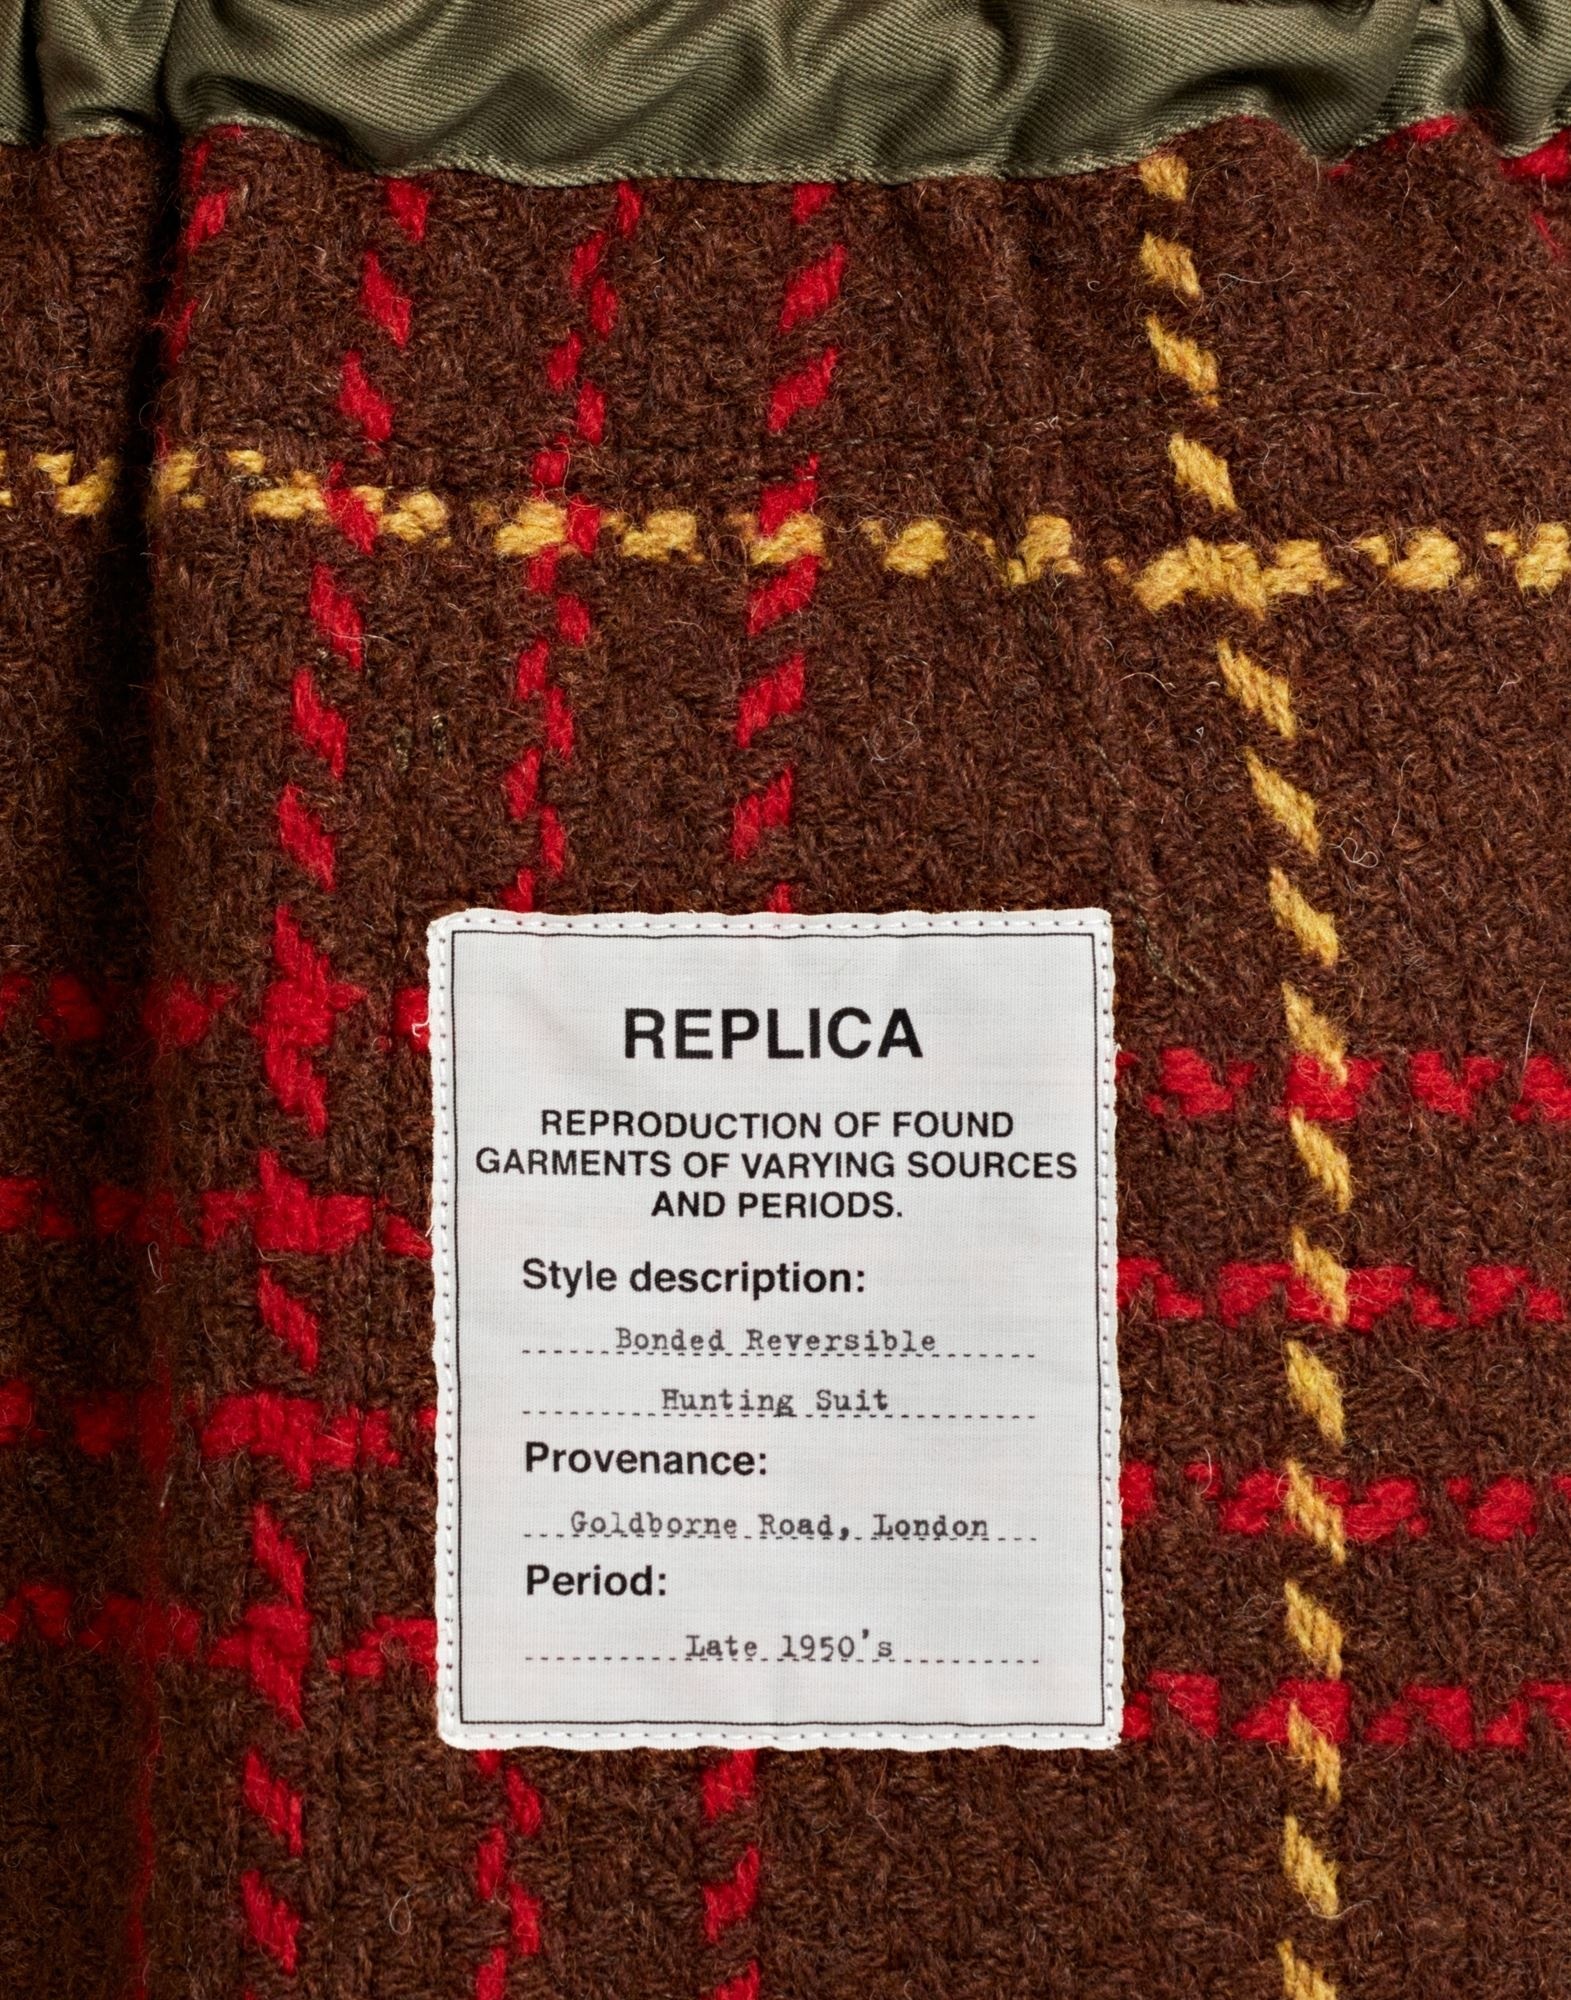 REPLICA
REPRODUCTION OF FOUND
GARMENTS OF VARYING SOURCES
AND PERIODS.
Style description:
Bonded Reversible
Hunting Suit
Provenance:
Goldborne Road, London
Period:
Late 1950's